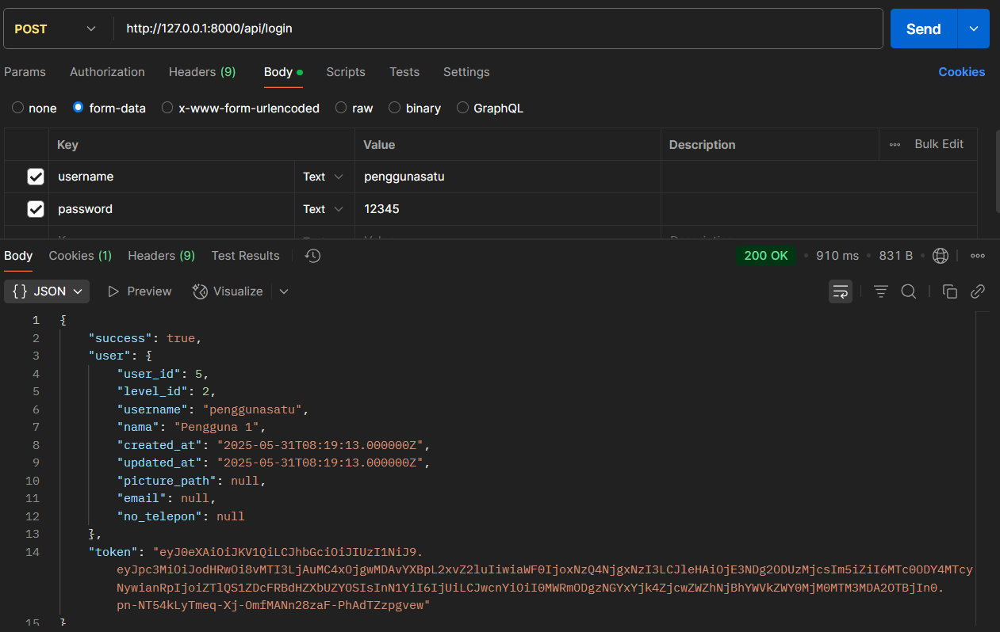 POST http://127.0.0.1:8000/api/login Send
Params Authorization Headers (9) Body Scripts Tests Settings Cookies
none form-data x-www-form-urlencoded raw binary GraphQL
Key Value Description Bulk Edit
username Text penggunasatu
password Text 12345
Body Cookies (1) Headers (9) Test Results 200 OK 910 ms 831 B
{} JSON Preview Visualize
1 {
2 "success": true,
3 "user": {
4 "user_id": 5,
5 "level_id": 2,
6 "username": "penggunasatu",
7 "nama": "Pengguna 1",
8 "created_at": "2025-05-31T08:19:13.000000Z",
9 "updated_at": "2025-05-31T08:19:13.000000Z",
10 "picture_path": null,
11 "email": null,
12 "no_telepon": null
13 },
14 "token": "eyJ0eXAiOiJKV1QiLCJhbGciOiJIUzI1NiJ9.
eyJpc3MiOiJodHRwOi8vMTI3LjAuMC4xOjgwMDAvYXBpL2xvZ2luIiwiaWF0IjoxNzQ4NjgxNzI3LCJleHAiOjE3NDg2ODUzMjcsIm5iZiI6MTc0ODY4MTcy
NywianRpIjoiZTlQS1ZDcFRBdHZXbUZYOSIsInN1YiI6IjUiLCJwcnYiOiI0MWRmODgzNGYxYjk4ZjcwZWZhNjBhYWVkZWY0MjM0MTM3MDA2OTBjIn0.
pn-NT54kLyTmeq-Xj-OmfMANn28zaF-PhAdTZzpgvew"
15 }